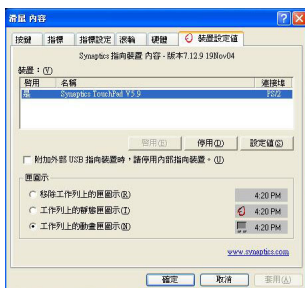 滑鼠 內容
按鍵 指標 指標設定 滾輪 硬體 裝置設定值
Synaptics 指向裝置 內容 - 版本7.12.9 19Nov04
裝置：(V)
啓用 名稱 連接埠
是 Synaptics TouchPad V5.9 PS/2
啓用(E) 停用(D) 設定值(S)
附加外部 USB 指向裝置時，請停用內部指向裝置。(U)
匣圖示
移除工作列上的匣圖示(R) 4:20 PM
工作列上的靜態匣圖示(T) 4:20 PM
工作列上的動畫匣圖示(N) 4:20 PM
www.synaptics.com
確定 取消 套用(A)